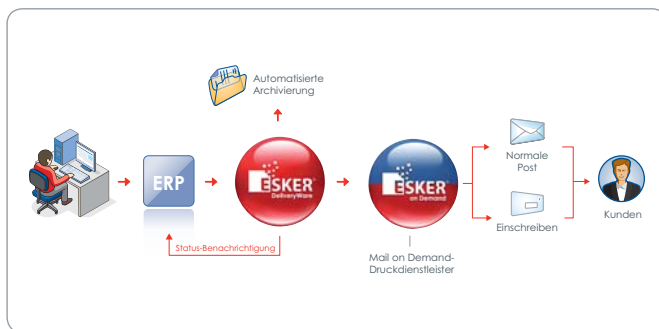 Automatisierte
Archivierung
ERP
ESKER
DeliveryWare
ESKER
on Demand
Normale
Post
Einschreiben
Kunden
Status-Benachrichtigung
Mail on Demand-
Druckdienstleister